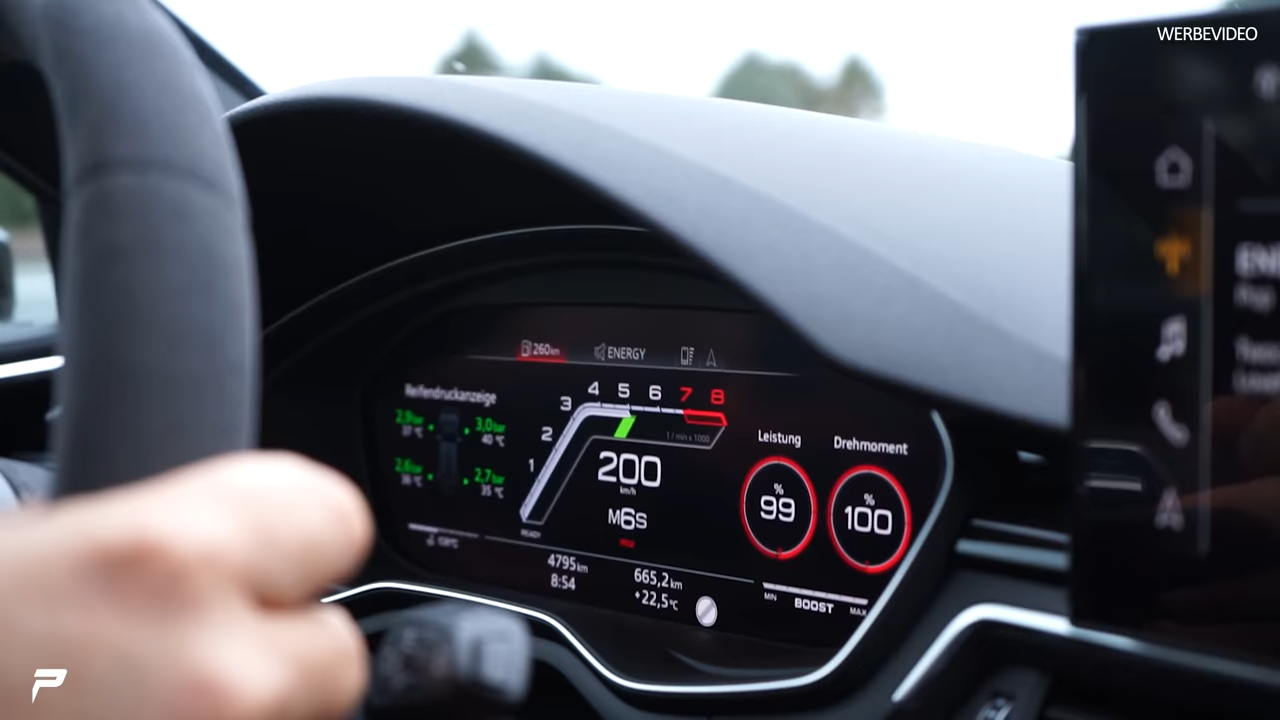 WERBEVIDEO
260km
ENERGY
Reifendruckanzeige
2,9bar
37 °C
3,0bar
40 °C
2,6bar
36 °C
2,7bar
35 °C
1 2 3 4 5 6 7 8
1 / min x 1000
200
km/h
M6S
READY
Leistung
%
99
Drehmoment
%
100
4795km
8:54
665,2km
+22,5°C
MIN
BOOST
MAX